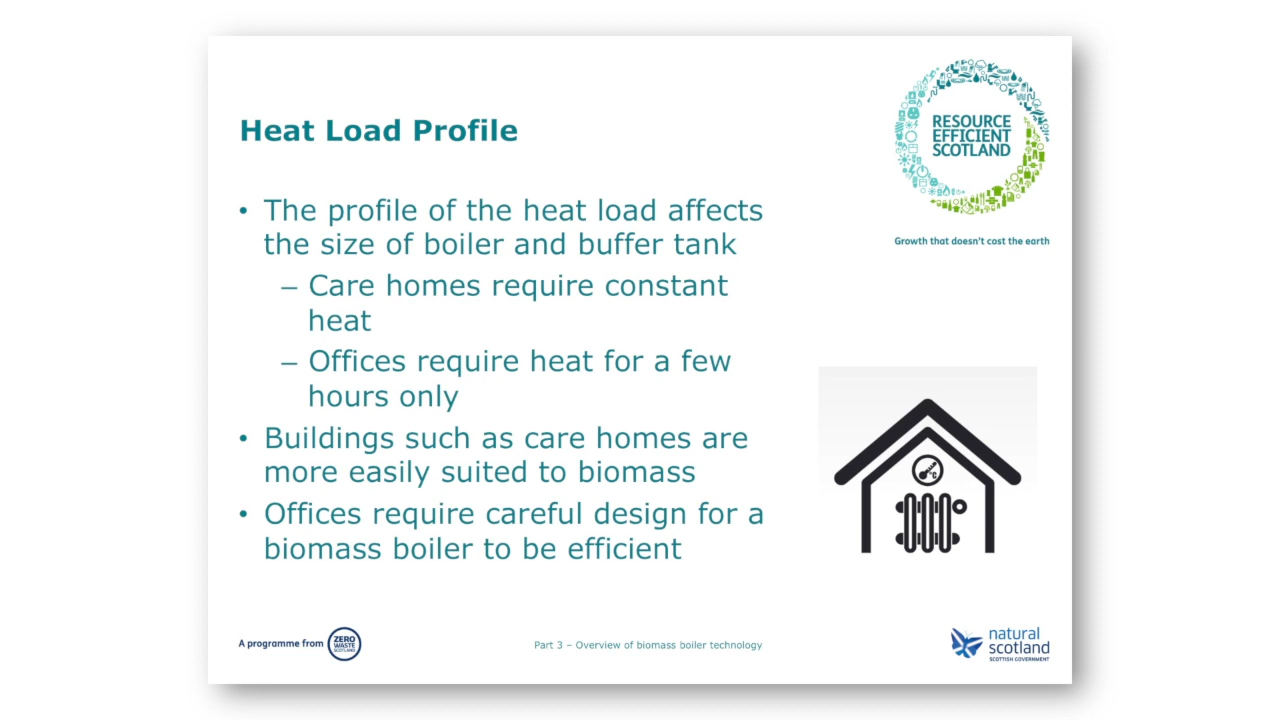 Heat Load Profile
RESOURCE
EFFICIENT
SCOTLAND
Growth that doesn't cost the earth
• The profile of the heat load affects
the size of boiler and buffer tank
– Care homes require constant
heat
– Offices require heat for a few
hours only
• Buildings such as care homes are
more easily suited to biomass
• Offices require careful design for a
biomass boiler to be efficient
°C
A programme from
ZERO
WASTE
SCOTLAND
Part 3 – Overview of biomass boiler technology
natural
scotland
SCOTTISH GOVERNMENT